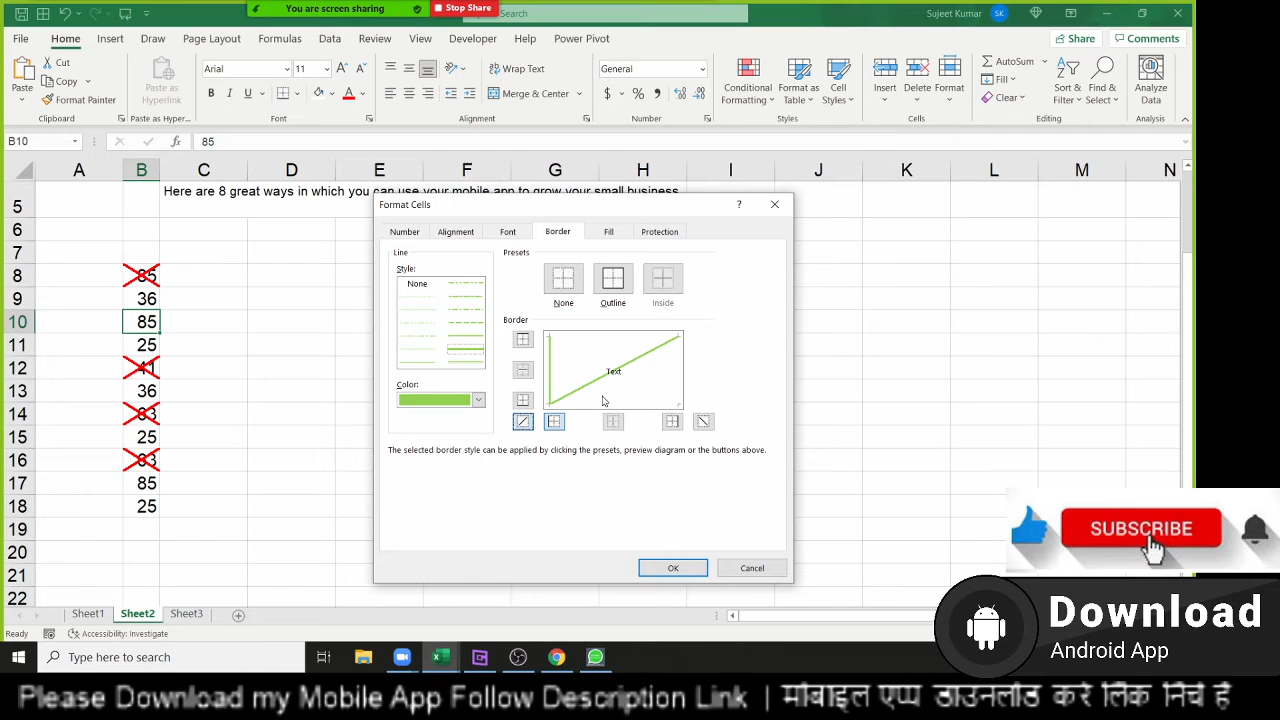 You are screen sharing
Stop Share
Search
Sujeet Kumar
SK
File Home Insert Draw Page Layout Formulas Data Review View Developer Help Power Pivot
Share
Comments
Paste
Cut
Copy
Format Painter
Clipboard
Paste as Hyperlink
Paste as Hyper...
Arial
11
B I U
Font
Wrap Text
Merge & Center
Alignment
General
$ % ,
Number
Conditional Formatting
Format as Table
Cell Styles
Styles
Insert
Delete
Format
Cells
AutoSum
Fill
Clear
Sort & Filter
Find & Select
Editing
Analyze Data
Analysis
B10
fx
85
A B C D E F G H I J K L M N
5 Here are 8 great ways in which you can use your mobile app to grow your small business
6
7
8 85
9 36
10 85
11 25
12 41
13 36
14 63
15 25
16 63
17 85
18 25
19
20
21
22
Format Cells
?
Number Alignment Font Border Fill Protection
Line
Style:
None
Color:
Presets
None
Outline
Inside
Border
Text
The selected border style can be applied by clicking the presets, preview diagram or the buttons above.
OK
Cancel
SUBSCRIBE
Download
Android App
Sheet1 Sheet2 Sheet3
Ready
Accessibility: Investigate
Type here to search
Please Download my Mobile App Follow Description Link | मोबाइल एप्प डाउनलोड करे लिंक निचे है